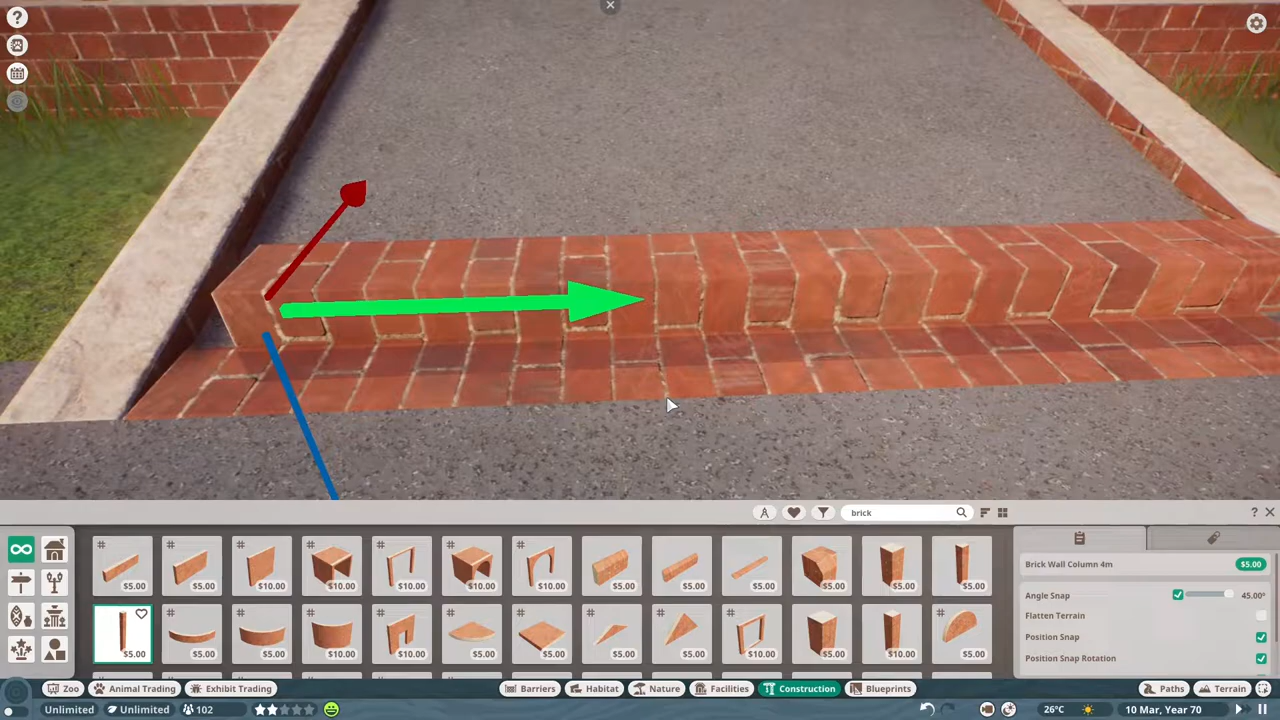 brick
$5.00 $5.00 $10.00 $10.00 $10.00 $5.00 $10.00 $5.00 $5.00 $5.00 $5.00 $5.00 $5.00
$5.00 $5.00 $5.00 $10.00 $10.00 $5.00 $5.00 $5.00 $5.00 $10.00 $5.00 $5.00 $5.00
Brick Wall Column 4m $5.00
Angle Snap 45.00°
Flatten Terrain
Position Snap
Position Snap Rotation
Zoo Animal Trading Exhibit Trading Barriers Habitat Nature Facilities Construction Blueprints Paths Terrain
Unlimited Unlimited 102 26°C 10 Mar, Year 70